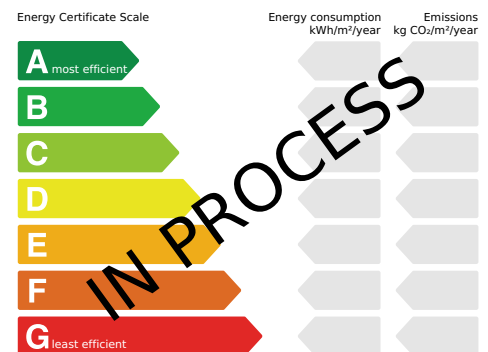 Energy Certificate Scale
Energy consumption
kWh/m²/year
Emissions
kg CO₂/m²/year
A most efficient
B
C
D
E
F
G least efficient
IN PROCESS